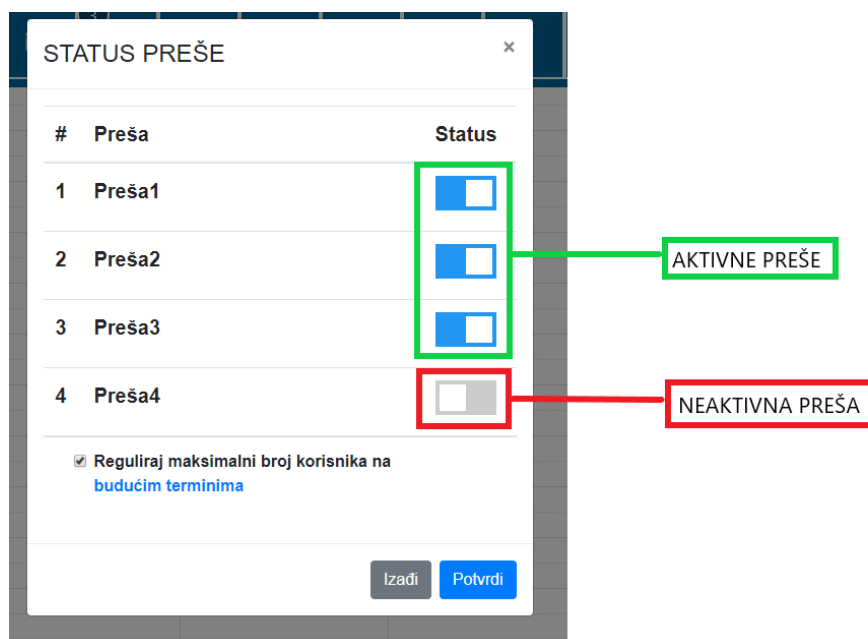 STATUS PREŠE ×
# Preša Status
1 Preša1
2 Preša2
AKTIVNE PREŠE
3 Preša3
4 Preša4
NEAKTIVNA PREŠA
Reguliraj maksimalni broj korisnika na
budućim terminima
Izađi Potvrdi